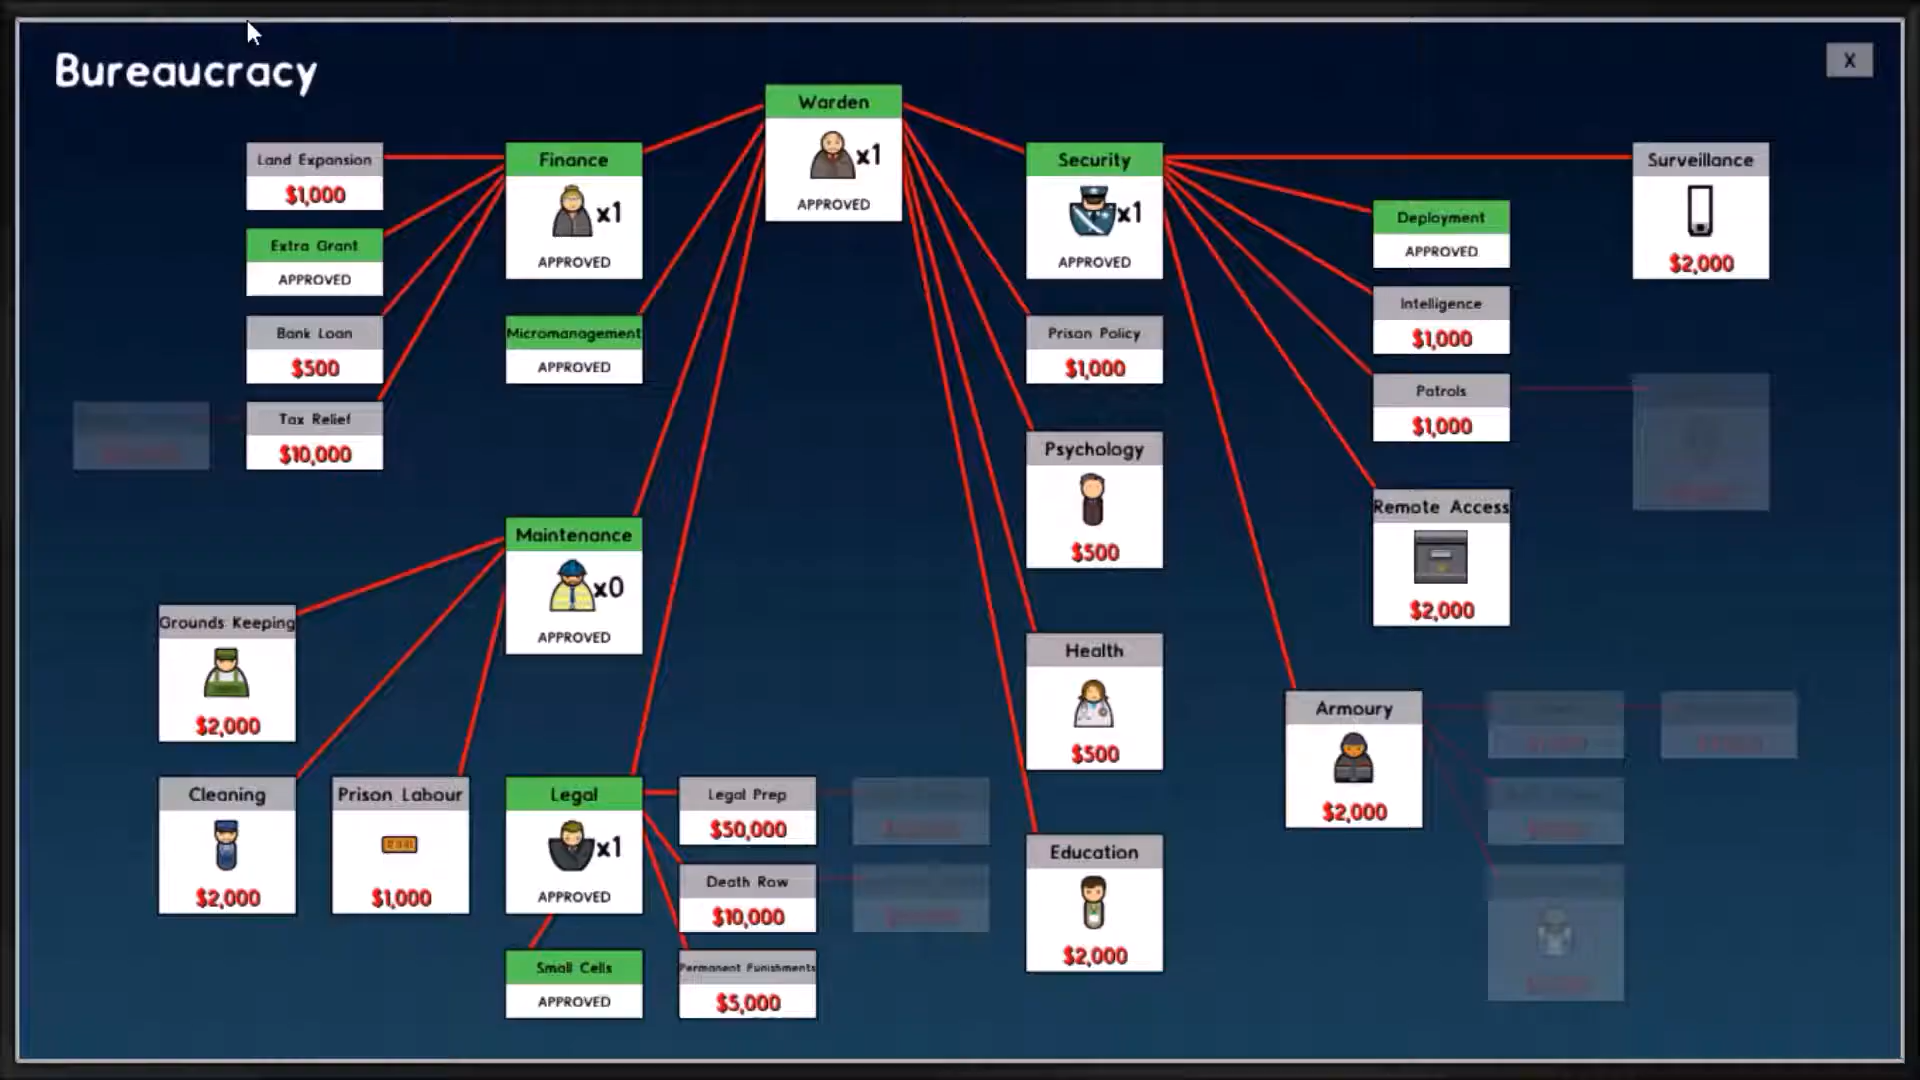 Bureaucracy
X
Warden
x1
APPROVED
Land Expansion
$1,000
Finance
x1
APPROVED
Extra Grant
APPROVED
Bank Loan
$500
Tax Relief
$10,000
Micromanagement
APPROVED
Maintenance
x0
APPROVED
Grounds Keeping
$2,000
Cleaning
$2,000
Prison Labour
$1,000
Legal
x1
APPROVED
Legal Prep
$50,000
Death Row
$10,000
Permanent Punishments
$5,000
Small Cells
APPROVED
Security
x1
APPROVED
Prison Policy
$1,000
Psychology
$500
Health
$500
Education
$2,000
Deployment
APPROVED
Intelligence
$1,000
Patrols
$1,000
Remote Access
$2,000
Surveillance
$2,000
Armoury
$2,000